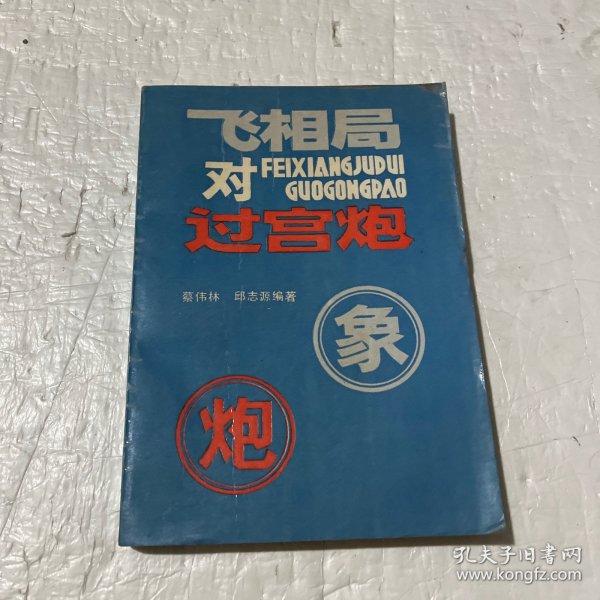 飞相局
对 FEIXIANGJUDUI
GUOGONGPAO
过宫炮
蔡伟林 邱志源编著
象
炮
孔夫子旧書网
www.kongfz.com